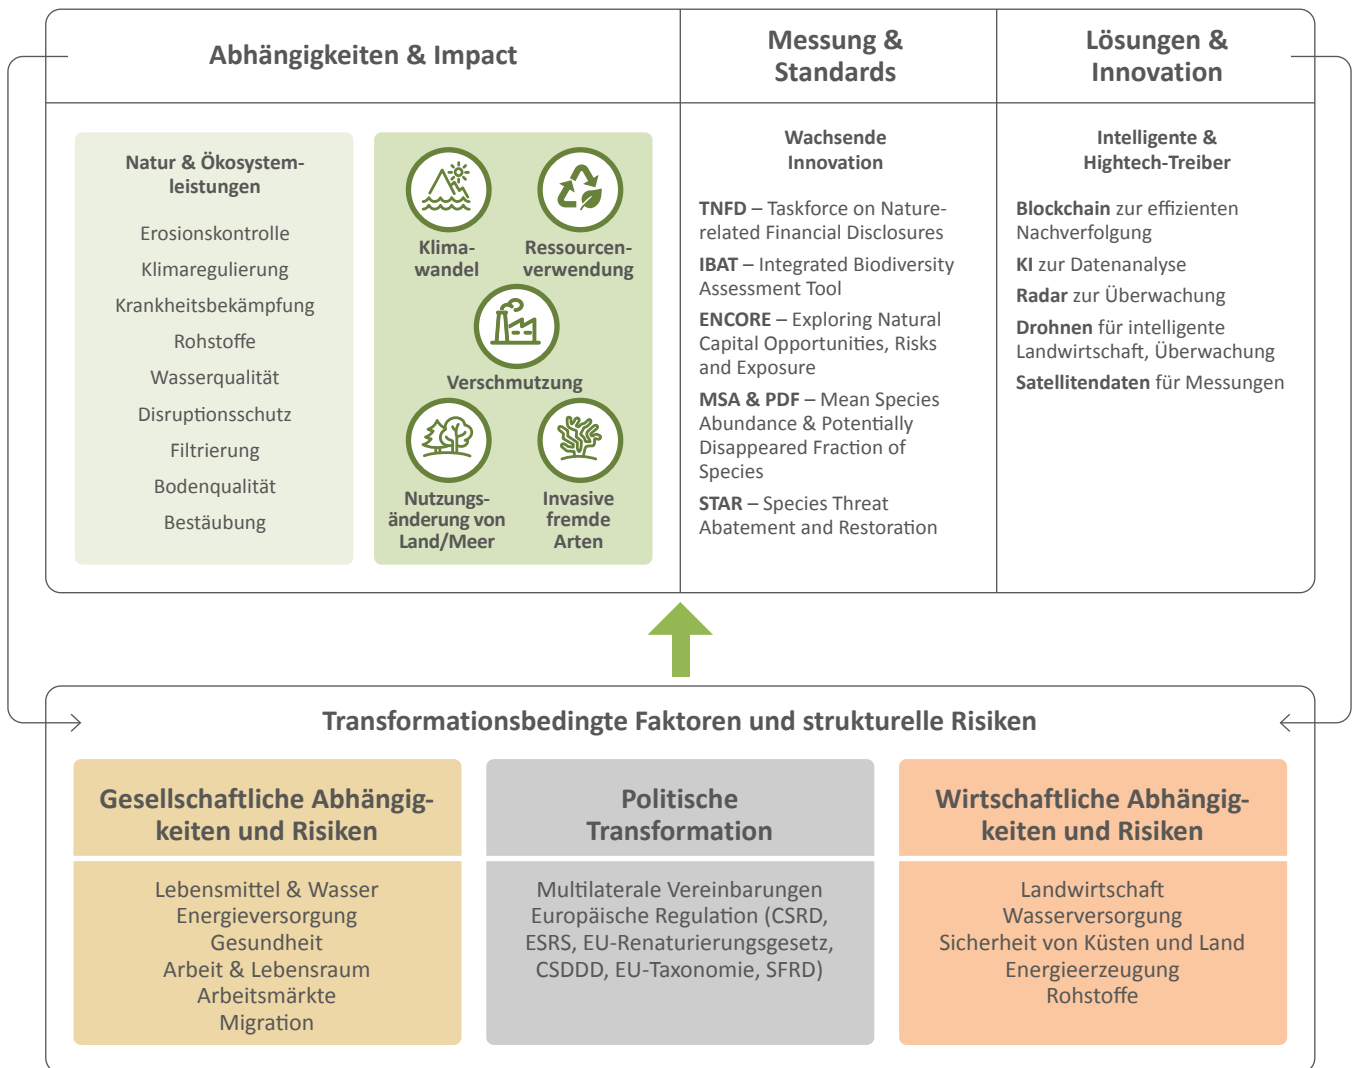 Abhängigkeiten & Impact
Messung &
Standards
Lösungen &
Innovation
Natur & Ökosystem-
leistungen
Erosionskontrolle
Klimaregulierung
Krankheitsbekämpfung
Rohstoffe
Wasserqualität
Disruptionsschutz
Filtrierung
Bodenqualität
Bestäubung
Klima-
wandel
Ressourcen-
verwendung
Verschmutzung
Nutzungs-
änderung von
Land/Meer
Invasive
fremde
Arten
Wachsende
Innovation
TNFD – Taskforce on Nature-
related Financial Disclosures
IBAT – Integrated Biodiversity
Assessment Tool
ENCORE – Exploring Natural
Capital Opportunities, Risks
and Exposure
MSA & PDF – Mean Species
Abundance & Potentially
Disappeared Fraction of
Species
STAR – Species Threat
Abatement and Restoration
Intelligente &
Hightech-Treiber
Blockchain zur effizienten
Nachverfolgung
KI zur Datenanalyse
Radar zur Überwachung
Drohnen für intelligente
Landwirtschaft, Überwachung
Satellitendaten für Messungen
Transformationsbedingte Faktoren und strukturelle Risiken
Gesellschaftliche Abhängig-
keiten und Risiken
Lebensmittel & Wasser
Energieversorgung
Gesundheit
Arbeit & Lebensraum
Arbeitsmärkte
Migration
Politische
Transformation
Multilaterale Vereinbarungen
Europäische Regulation (CSRD,
ESRS, EU-Renaturierungsgesetz,
CSDDD, EU-Taxonomie, SFRD)
Wirtschaftliche Abhängig-
keiten und Risiken
Landwirtschaft
Wasserversorgung
Sicherheit von Küsten und Land
Energieerzeugung
Rohstoffe